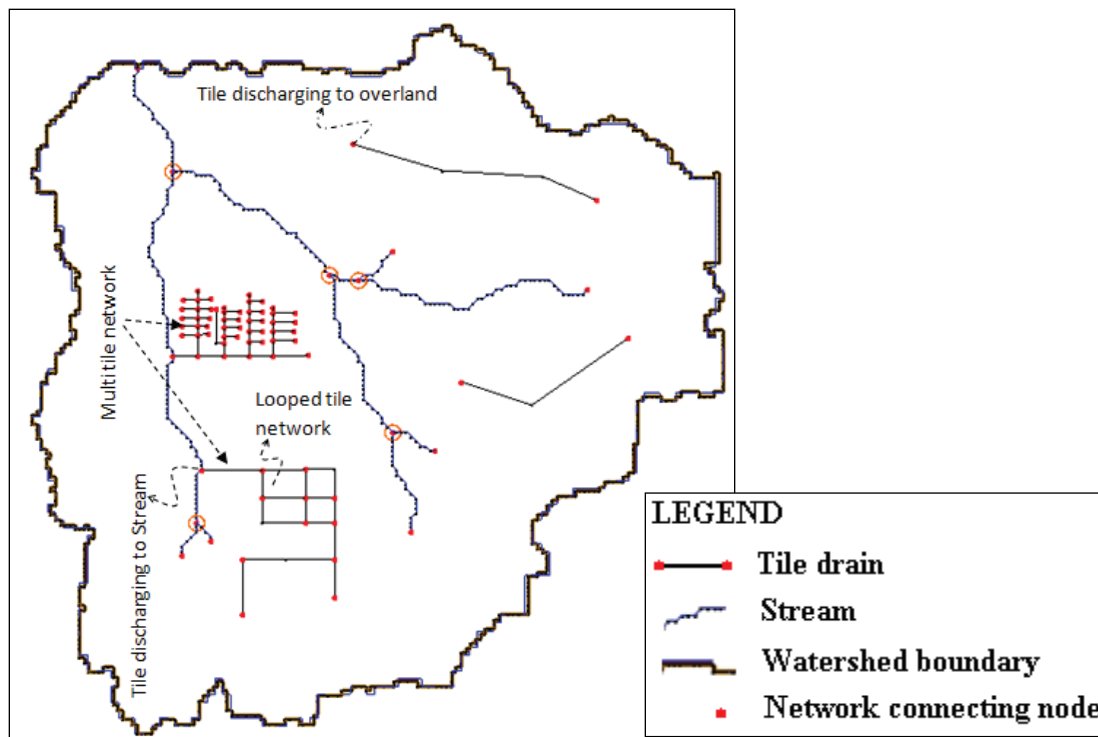 Tile discharging to overland
Multi tile network
Looped tile
network
Tile discharging to Stream
LEGEND
Tile drain
Stream
Watershed boundary
Network connecting node